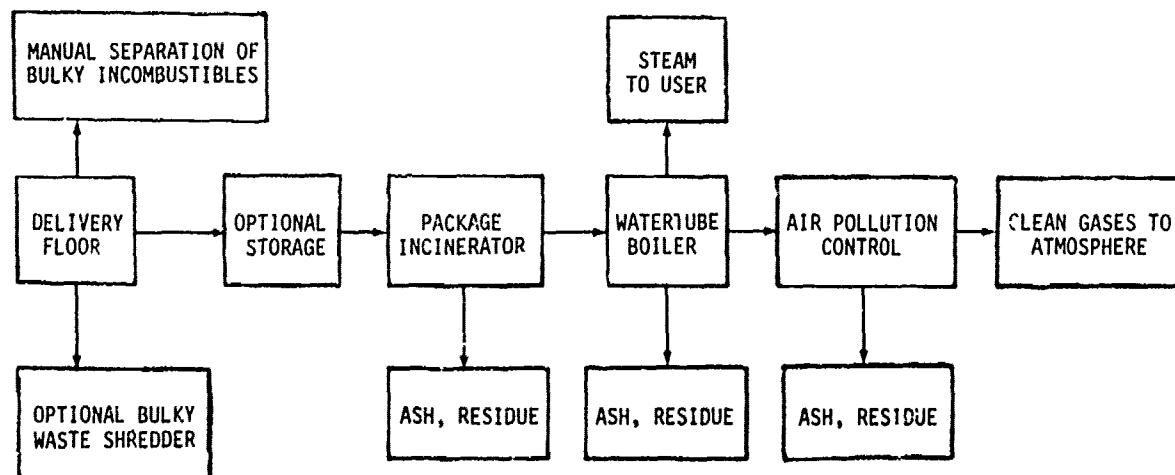 MANUAL SEPARATION OF
BULKY INCOMBUSTIBLES
STEAM
TO USER
DELIVERY
FLOOR
OPTIONAL
STORAGE
PACKAGE
INCINERATOR
WATERTUBE
BOILER
AIR POLLUTION
CONTROL
CLEAN GASES TO
ATMOSPHERE
OPTIONAL BULKY
WASTE SHREDDER
ASH, RESIDUE
ASH, RESIDUE
ASH, RESIDUE